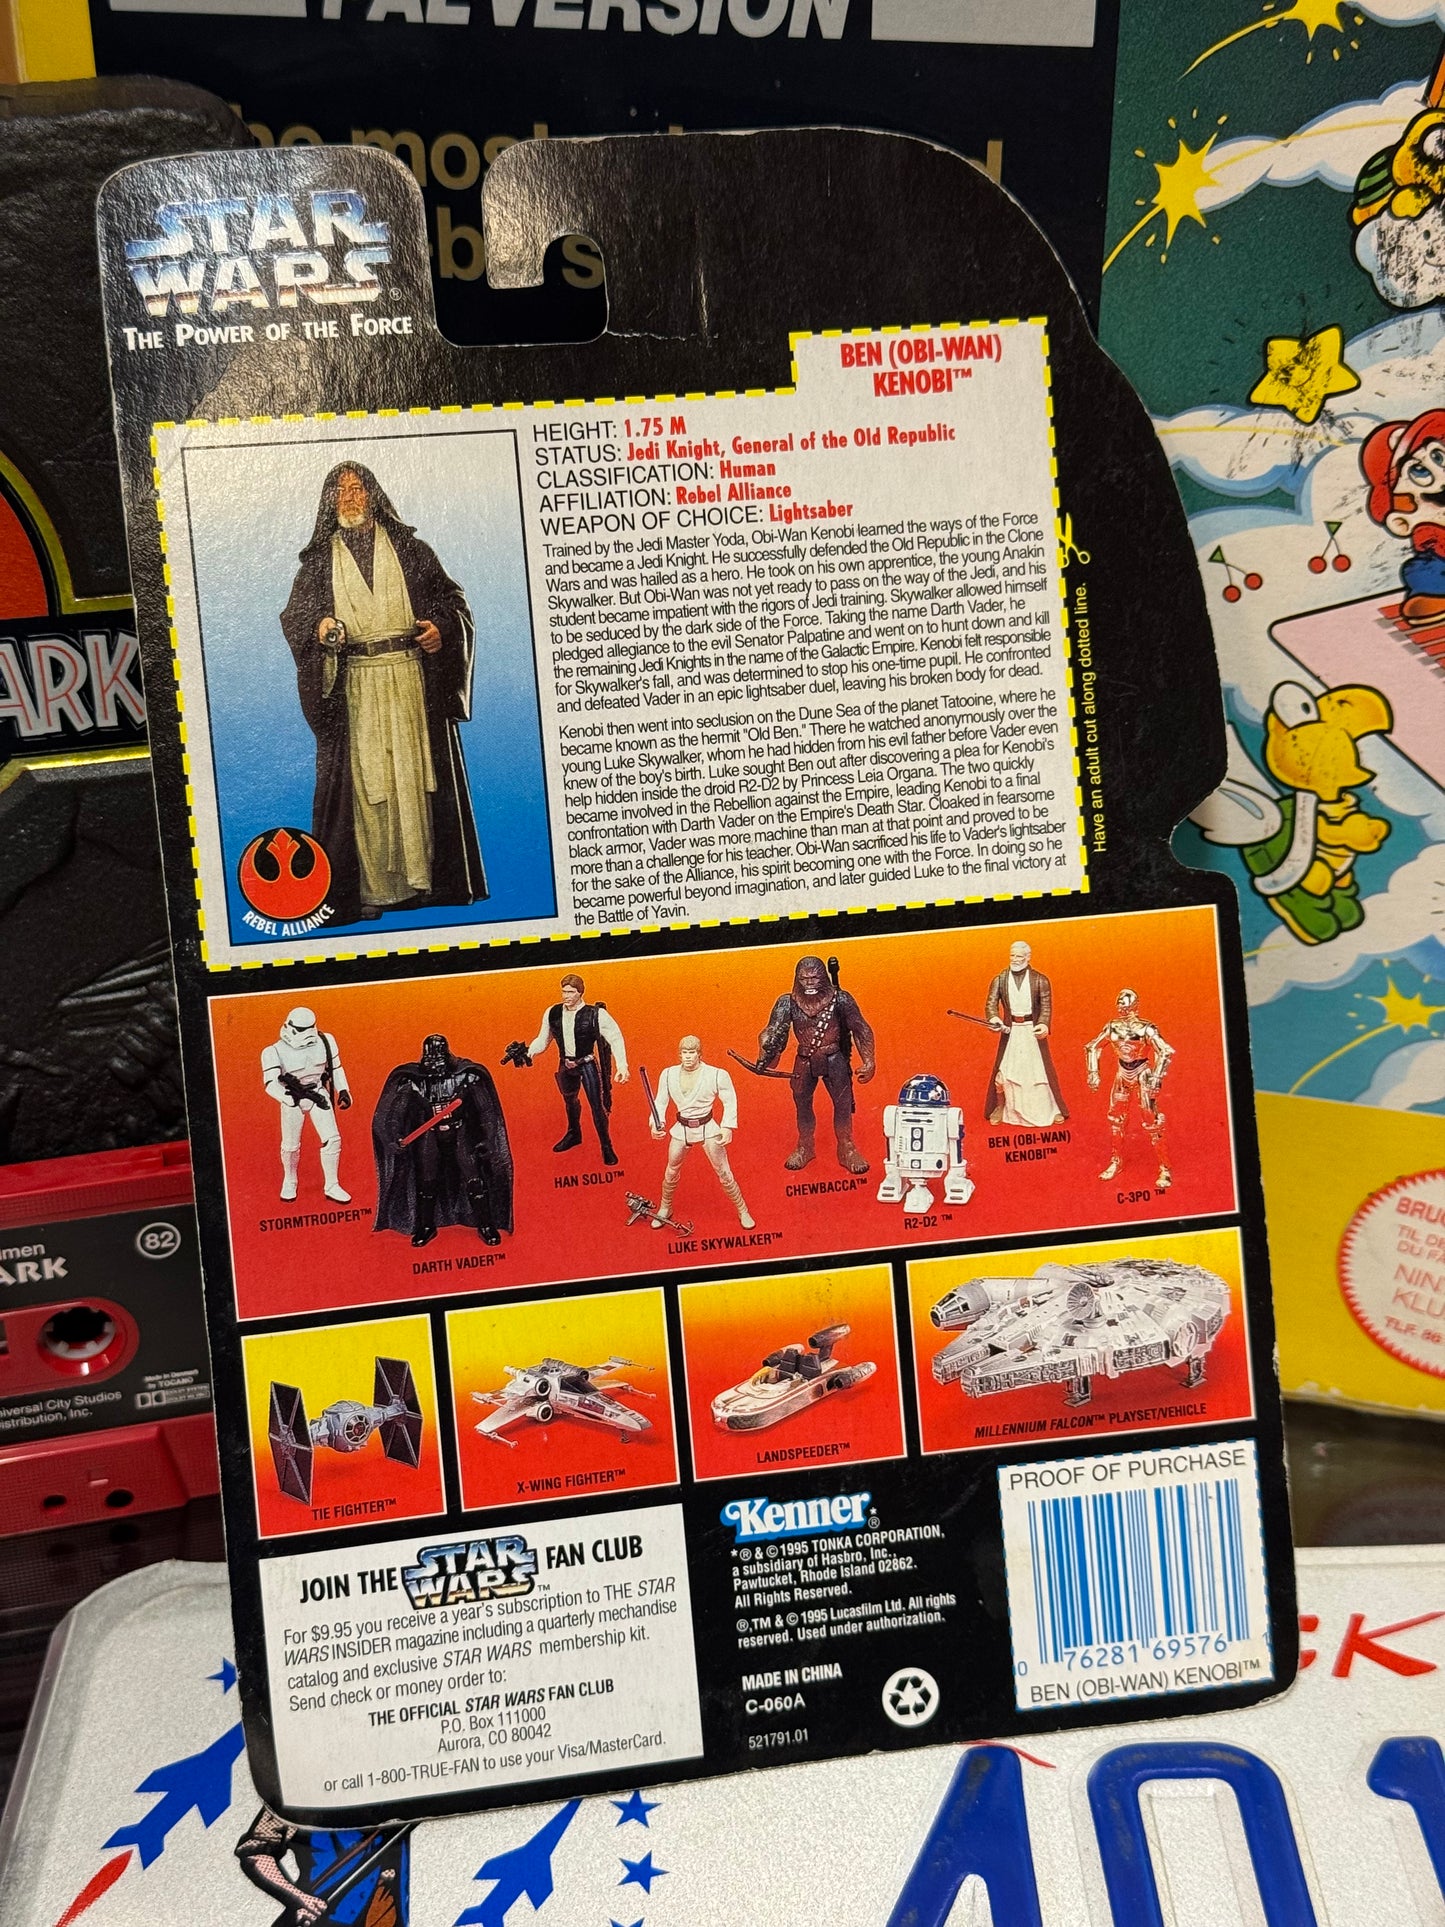 PAL VERSION
STAR
WARS®
THE POWER OF THE FORCE
BEN (OBI-WAN)
KENOBI™
HEIGHT: 1.75 M
STATUS: Jedi Knight, General of the Old Republic
CLASSIFICATION: Human
AFFILIATION: Rebel Alliance
WEAPON OF CHOICE: Lightsaber
Trained by the Jedi Master Yoda, Obi-Wan Kenobi learned the ways of the Force
and became a Jedi Knight. He successfully defended the Old Republic in the Clone
Wars and was hailed as a hero. He took on his own apprentice, the young Anakin
Skywalker. But Obi-Wan was not yet ready to pass on the way of the Jedi, and his
student became impatient with the rigors of Jedi training. Skywalker allowed himself
to be seduced by the dark side of the Force. Taking the name Darth Vader, he
pledged allegiance to the evil Senator Palpatine and went on to hunt down and kill
the remaining Jedi Knights in the name of the Galactic Empire. Kenobi felt responsible
for Skywalker's fall, and was determined to stop his one-time pupil. He confronted
and defeated Vader in an epic lightsaber duel, leaving his broken body for dead.
Kenobi then went into seclusion on the Dune Sea of the planet Tatooine, where he
became known as the hermit "Old Ben." There he watched anonymously over the
young Luke Skywalker, whom he had hidden from his evil father before Vader even
knew of the boy's birth. Luke sought Ben out after discovering a plea for Kenobi's
help hidden inside the droid R2-D2 by Princess Leia Organa. The two quickly
became involved in the Rebellion against the Empire, leading Kenobi to a final
confrontation with Darth Vader on the Empire's Death Star. Cloaked in fearsome
black armor, Vader was more machine than man at that point and proved to be
more than a challenge for his teacher. Obi-Wan sacrificed his life to Vader's lightsaber
for the sake of the Alliance, his spirit becoming one with the Force. In doing so he
became powerful beyond imagination, and later guided Luke to the final victory at
the Battle of Yavin.
REBEL ALLIANCE
Have an adult cut along dotted line.
STORMTROOPER™
DARTH VADER™
HAN SOLO™
LUKE SKYWALKER™
CHEWBACCA™
R2-D2™
BEN (OBI-WAN)
KENOBI™
C-3PO™
TIE FIGHTER™
X-WING FIGHTER™
LANDSPEEDER™
MILLENNIUM FALCON™ PLAYSET/VEHICLE
JOIN THE STAR WARS™ FAN CLUB
For $9.95 you receive a year's subscription to THE STAR
WARS INSIDER magazine including a quarterly mechandise
catalog and exclusive STAR WARS membership kit.
Send check or money order to:
THE OFFICIAL STAR WARS FAN CLUB
P.O. Box 111000
Aurora, CO 80042
or call 1-800-TRUE-FAN to use your Visa/MasterCard.
Kenner*®
*® & © 1995 TONKA CORPORATION,
a subsidiary of Hasbro, Inc.,
Pawtucket, Rhode Island 02862.
All Rights Reserved.
®,TM & © 1995 Lucasfilm Ltd. All rights
reserved. Used under authorization.
MADE IN CHINA
C-060A
521791.01
PROOF OF PURCHASE
0 76281 69576 1
BEN (OBI-WAN) KENOBI™
ARK
82
ARK
Universal City Studios
Distribution, Inc.
Made in Denmark
by TOCANO